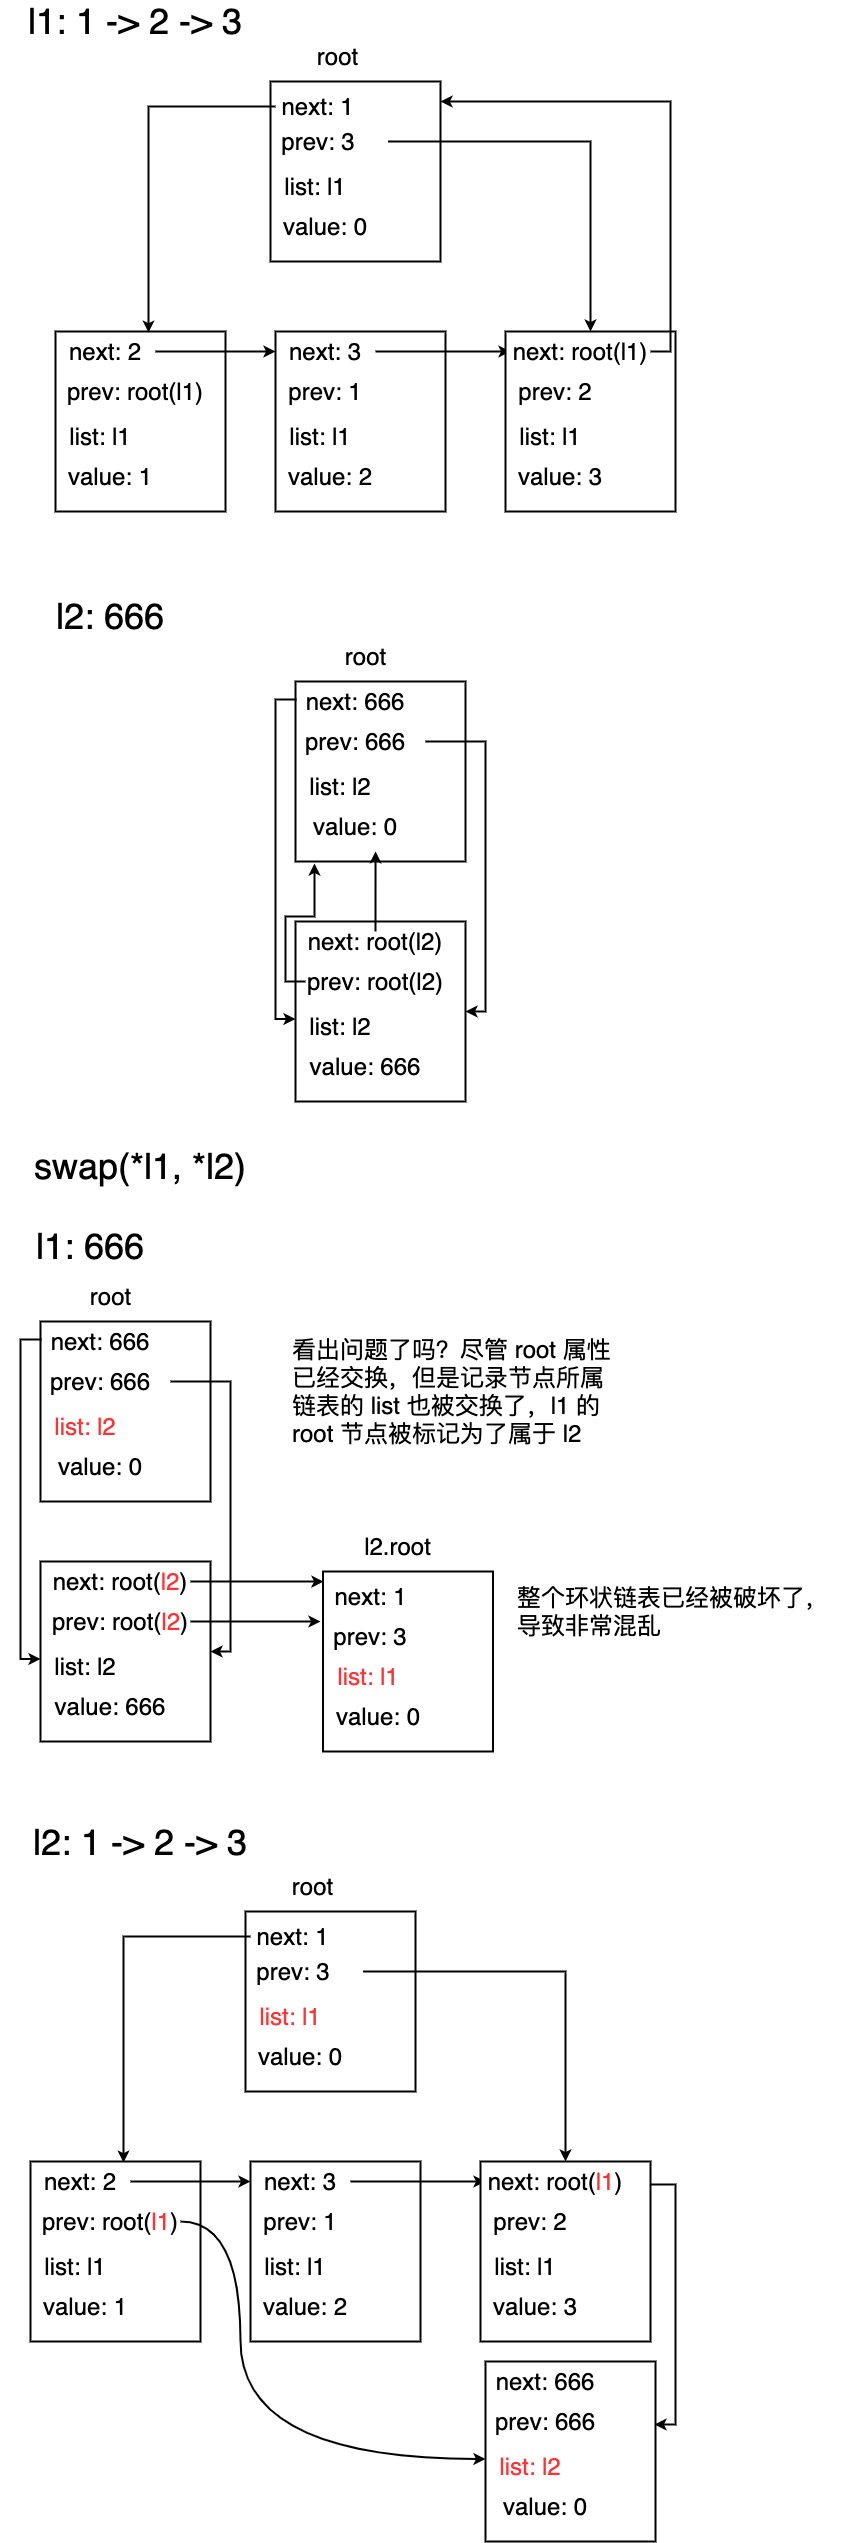 l1: 1 -> 2 -> 3
root
next: 1
prev: 3
list: l1
value: 0
next: 2
prev: root(l1)
list: l1
value: 1
next: 3
prev: 1
list: l1
value: 2
next: root(l1)
prev: 2
list: l1
value: 3
l2: 666
root
next: 666
prev: 666
list: l2
value: 0
next: root(l2)
prev: root(l2)
list: l2
value: 666
swap(*l1, *l2)
l1: 666
root
next: 666
prev: 666
list: l2
value: 0
看出问题了吗？尽管 root 属性
已经交换，但是记录节点所属
链表的 list 也被交换了，l1 的
root 节点被标记为了属于 l2
next: root(l2)
prev: root(l2)
list: l2
value: 666
l2.root
next: 1
prev: 3
list: l1
value: 0
整个环状链表已经被破坏了，
导致非常混乱
l2: 1 -> 2 -> 3
root
next: 1
prev: 3
list: l1
value: 0
next: 2
prev: root(l1)
list: l1
value: 1
next: 3
prev: 1
list: l1
value: 2
next: root(l1)
prev: 2
list: l1
value: 3
next: 666
prev: 666
list: l2
value: 0